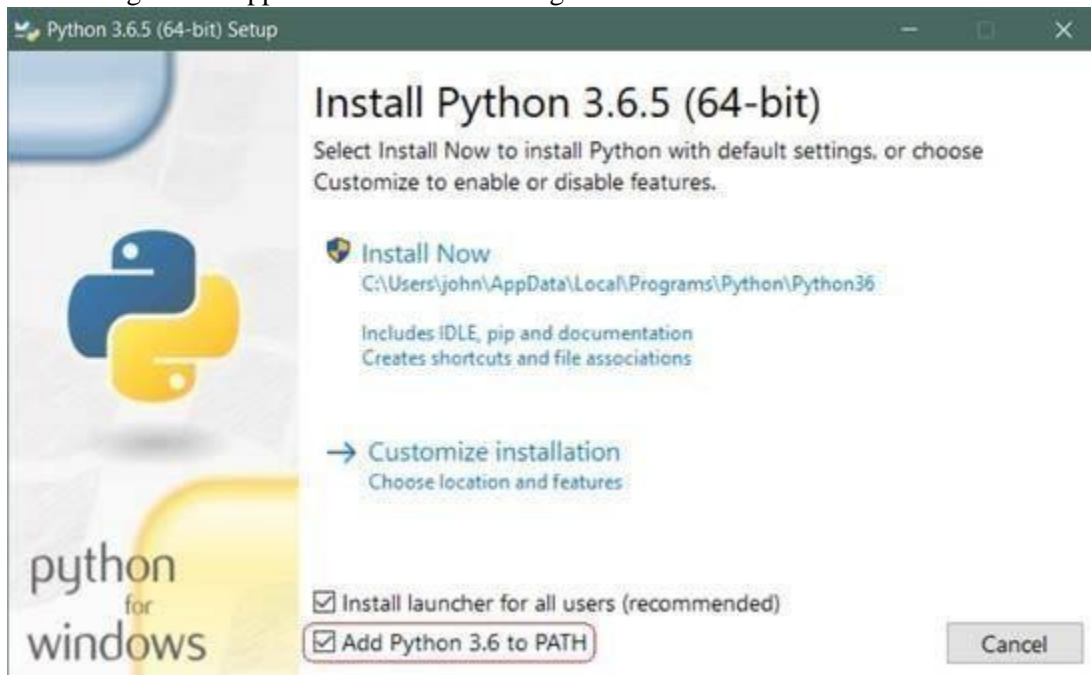 Python 3.6.5 (64-bit) Setup
Install Python 3.6.5 (64-bit)
Select Install Now to install Python with default settings, or choose
Customize to enable or disable features.
Install Now
C:\Users\john\AppData\Local\Programs\Python\Python36
Includes IDLE, pip and documentation
Creates shortcuts and file associations
Customize installation
Choose location and features
python
for
windows
Install launcher for all users (recommended)
Add Python 3.6 to PATH
Cancel